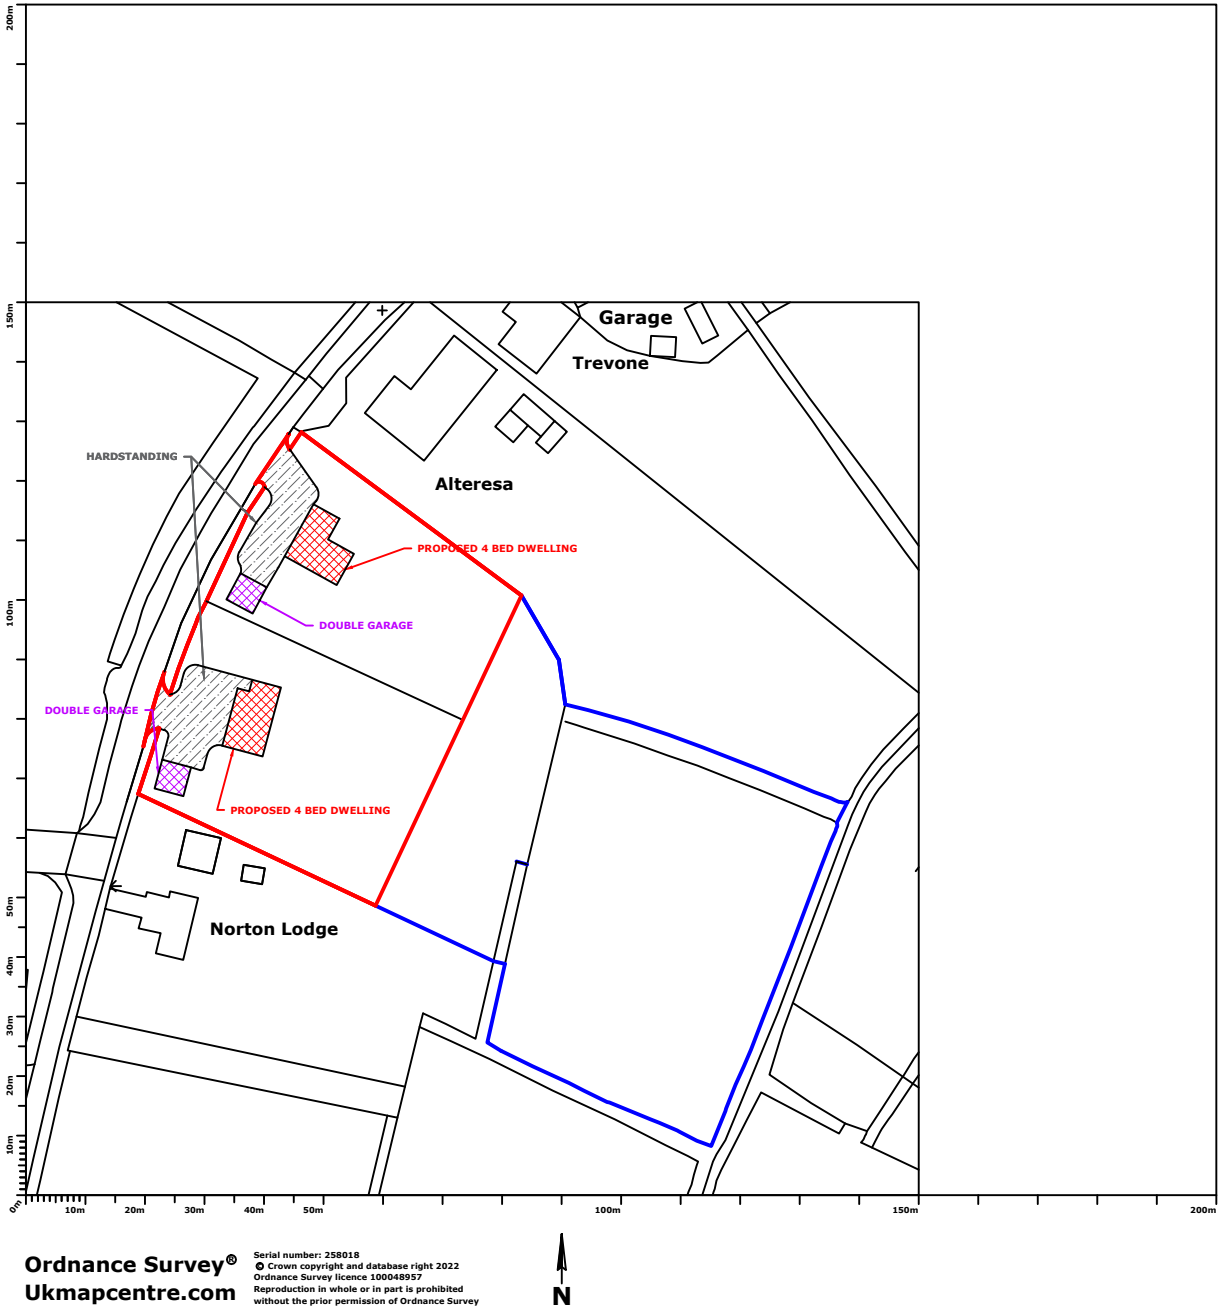 200m
150m
Garage
Trevone
HARDSTANDING
Alteresa
PROPOSED 4 BED DWELLING
100m
DOUBLE GARAGE
DOUBLE GARAGE
PROPOSED 4 BED DWELLING
50m
Norton Lodge
40m
30m
20m
10m
0m
10m
20m
30m
40m
50m
100m
150m
200m
Ordnance Survey®
Ukmapcentre.com
Serial number: 258018
© Crown copyright and database right 2022
Ordnance Survey licence 100048957
Reproduction in whole or in part is prohibited
without the prior permission of Ordnance Survey
N